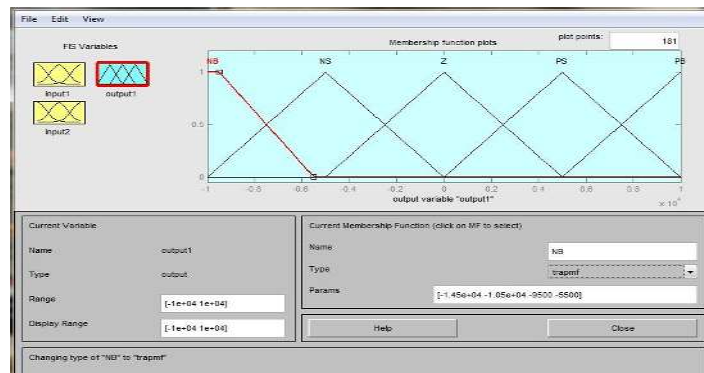 File Edit View
FIS Variables
Membership function plots
plot points:
181
input1
output1
input2
NB
NS
Z
PS
PB
1
0.5
0
-1
-0.8
-0.6
-0.4
-0.2
0
0.2
0.4
0.6
0.8
1
x 10
output variable "output1"
Current Variable
Name
output1
Type
output
Range
[-1e+04 1e+04]
Display Range
[-1e+04 1e+04]
Current Membership Function (click on MF to select)
Name
NB
Type
trapmf
Params
[-1.45e+04 -1.05e+04 -9500 -5500]
Help
Close
Changing type of "NB" to "trapmf"